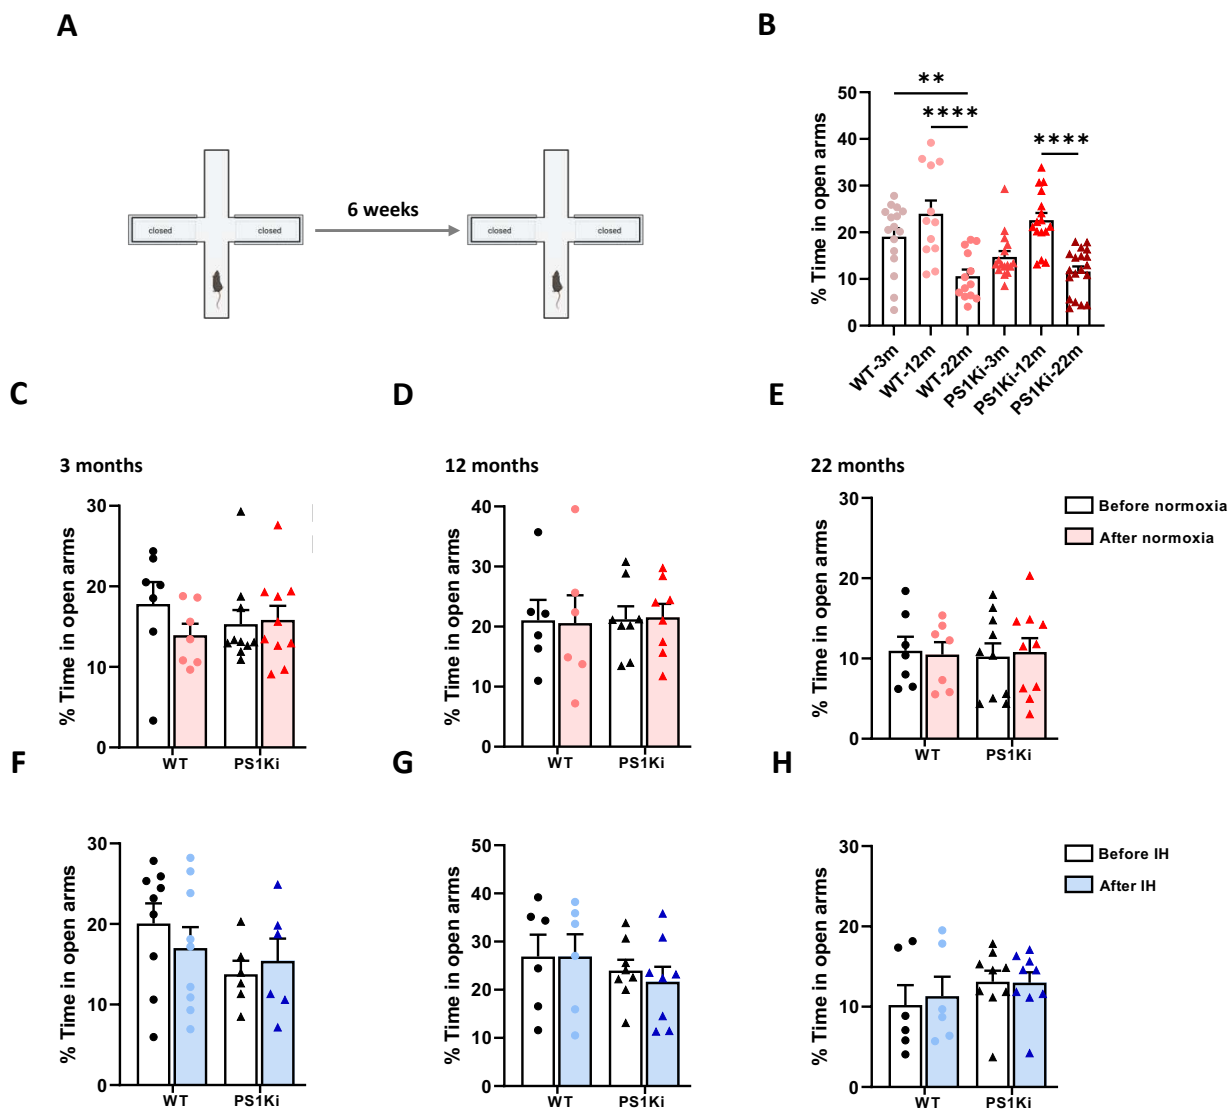 A
B
closed
closed
6 weeks
closed
closed
**
****
****
% Time in open arms
50
40
30
20
10
0
WT-3m
WT-12m
WT-22m
PS1Ki-3m
PS1Ki-12m
PS1Ki-22m
C
D
E
3 months
12 months
22 months
% Time in open arms
30
20
10
0
WT
PS1Ki
% Time in open arms
40
30
20
10
0
WT
PS1Ki
% Time in open arms
30
20
10
0
WT
PS1Ki
Before normoxia
After normoxia
F
G
H
% Time in open arms
30
20
10
0
WT
PS1Ki
% Time in open arms
50
40
30
20
10
0
WT
PS1Ki
% Time in open arms
30
20
10
0
WT
PS1Ki
Before IH
After IH